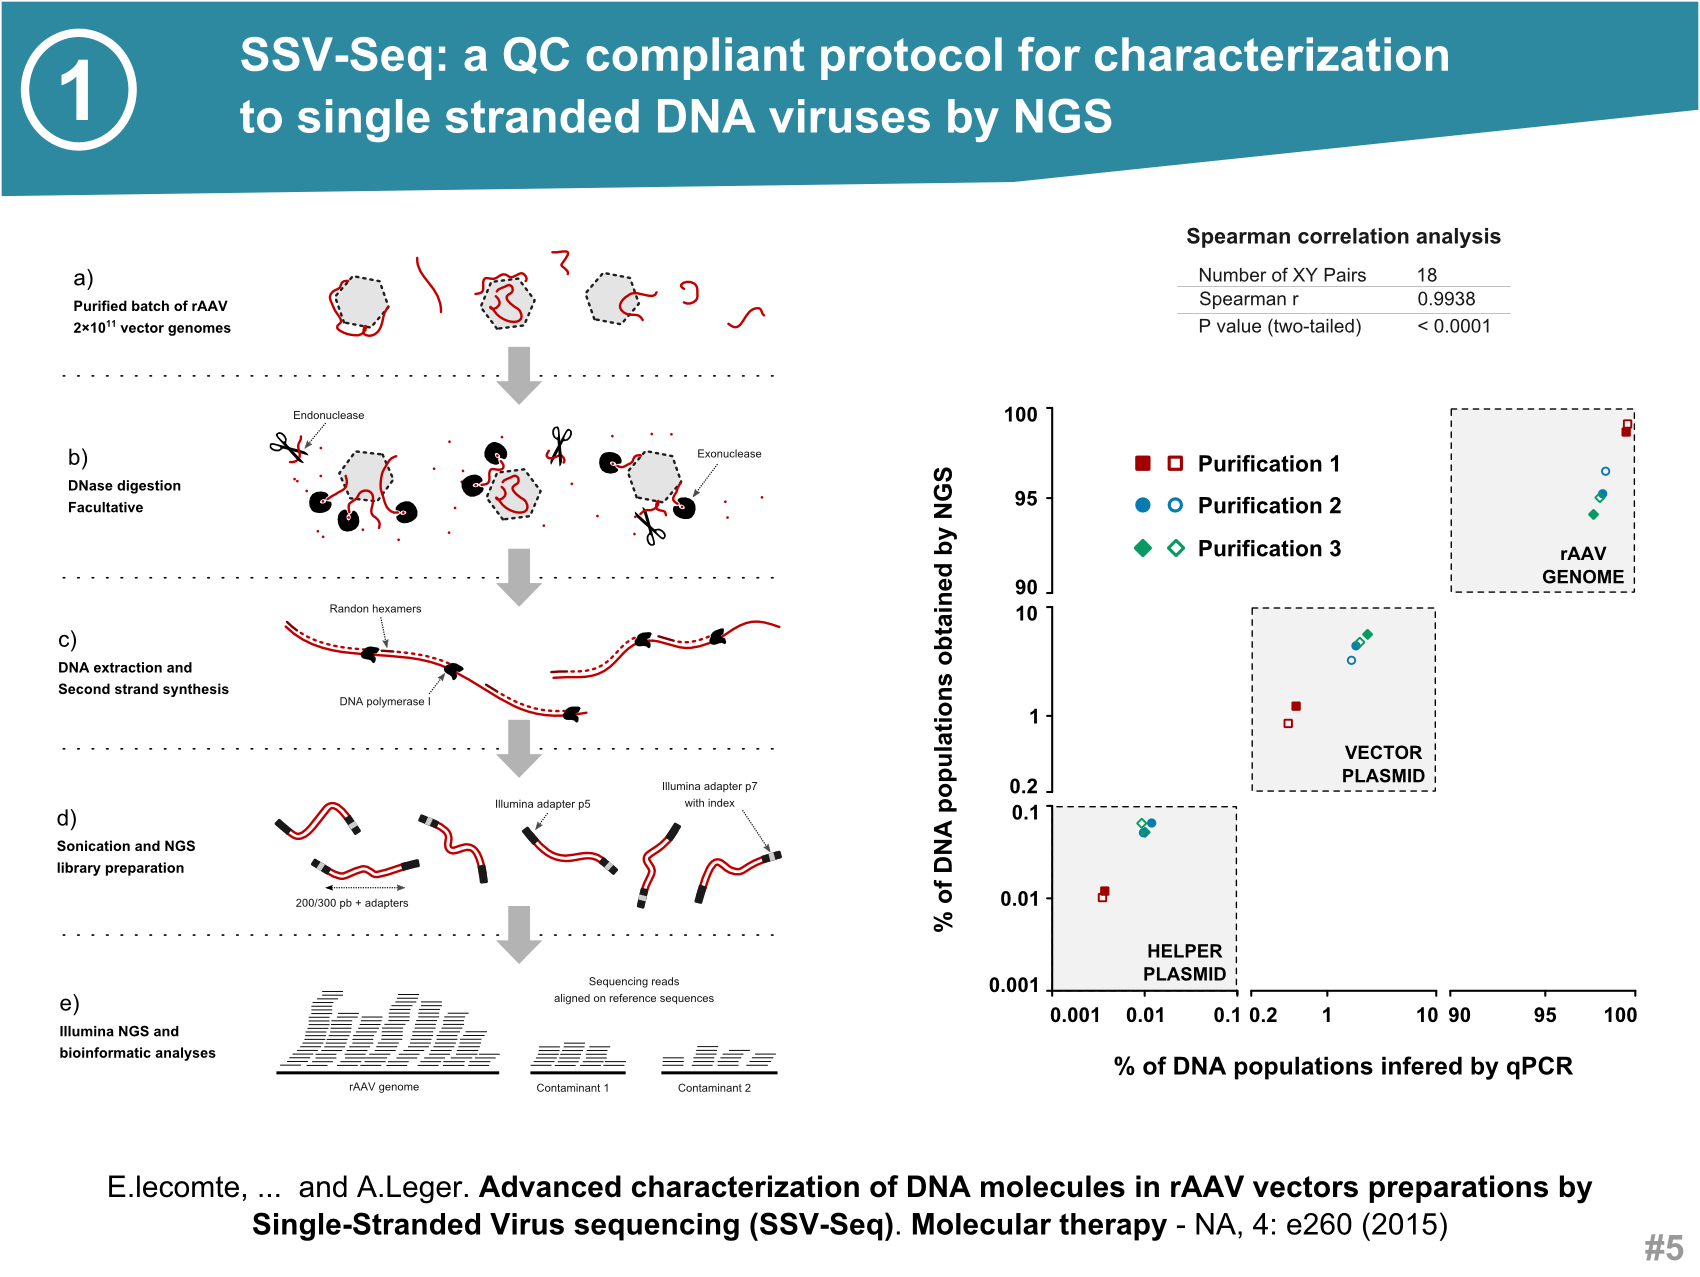 1
SSV-Seq: a QC compliant protocol for characterization
to single stranded DNA viruses by NGS
a)
Purified batch of rAAV
2×10¹¹ vector genomes
b)
DNase digestion
Facultative
Endonuclease
Exonuclease
c)
DNA extraction and
Second strand synthesis
Randon hexamers
DNA polymerase I
d)
Sonication and NGS
library preparation
Illumina adapter p5
Illumina adapter p7
with index
200/300 pb + adapters
e)
Illumina NGS and
bioinformatic analyses
Sequencing reads
aligned on reference sequences
rAAV genome
Contaminant 1
Contaminant 2
Spearman correlation analysis
Number of XY Pairs 18
Spearman r 0.9938
P value (two-tailed) < 0.0001
% of DNA populations obtained by NGS
100
95
90
10
1
0.2
0.1
0.01
0.001
Purification 1
Purification 2
Purification 3
rAAV
GENOME
VECTOR
PLASMID
HELPER
PLASMID
0.001 0.01 0.1 0.2 1 10 90 95 100
% of DNA populations infered by qPCR
E.lecomte, ... and A.Leger. Advanced characterization of DNA molecules in rAAV vectors preparations by
Single-Stranded Virus sequencing (SSV-Seq). Molecular therapy - NA, 4: e260 (2015)
#5